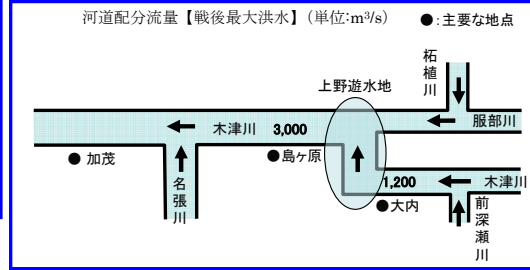 河道配分流量【戦後最大洪水】(単位:m³/s)
●:主要な地点
柘植川
上野遊水地
服部川
木津川
3,000
●加茂
●島ヶ原
名張川
1,200
木津川
●大内
前深瀬川